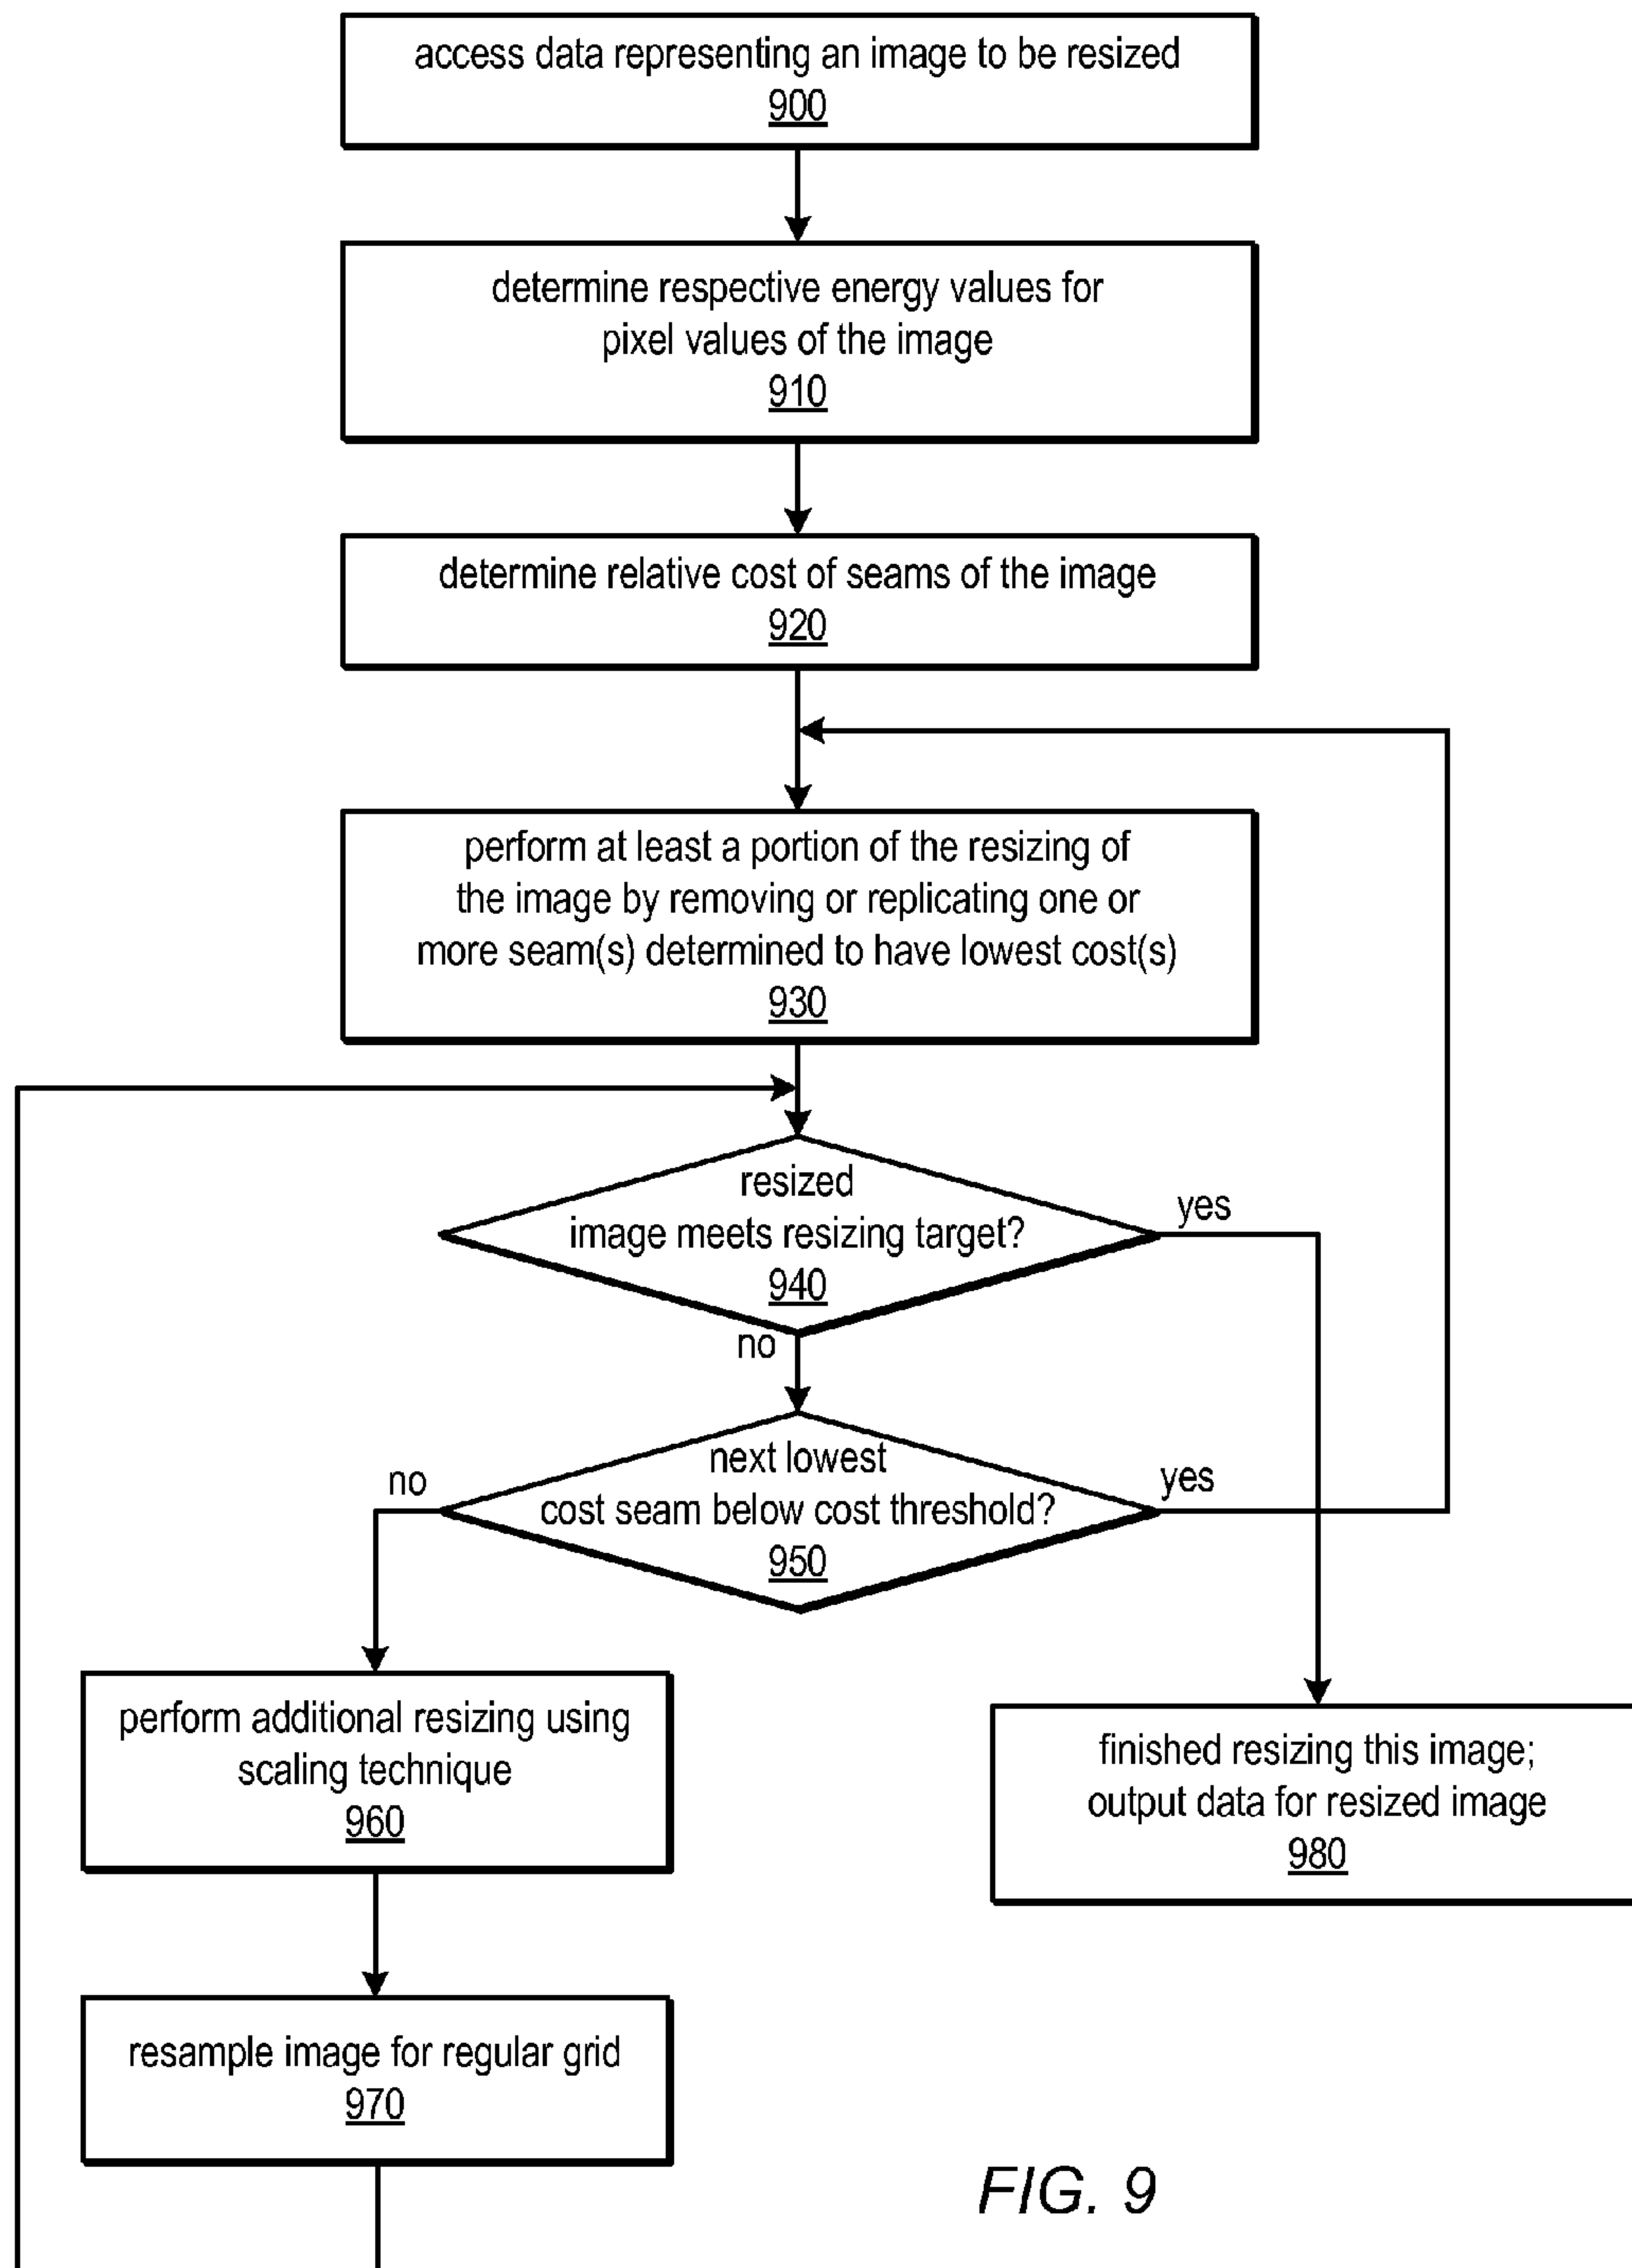 access data representing an image to be resized
900
determine respective energy values for
pixel values of the image
910
determine relative cost of seams of the image
920
perform at least a portion of the resizing of
the image by removing or replicating one or
more seam(s) determined to have lowest cost(s)
930
resized
image meets resizing target?
940
yes
no
next lowest
cost seam below cost threshold?
950
no
yes
perform additional resizing using
scaling technique
960
finished resizing this image;
output data for resized image
980
resample image for regular grid
970
FIG. 9